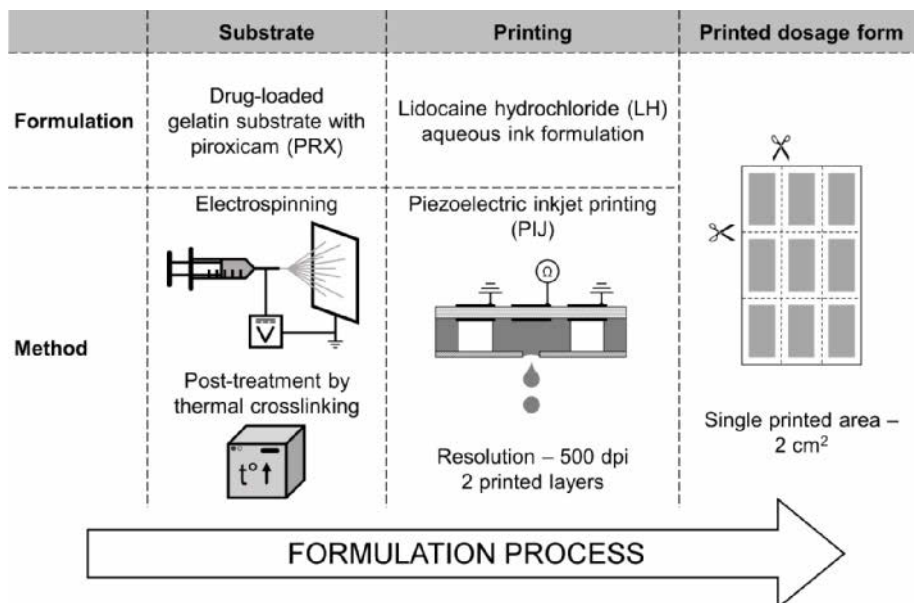 Substrate
Printing
Printed dosage form
Formulation
Drug-loaded
gelatin substrate with
piroxicam (PRX)
Lidocaine hydrochloride (LH)
aqueous ink formulation
Method
Electrospinning
V
Post-treatment by
thermal crosslinking
t° ↑
Piezoelectric inkjet printing
(PIJ)
Ω
Resolution – 500 dpi
2 printed layers
Single printed area –
2 cm²
FORMULATION PROCESS